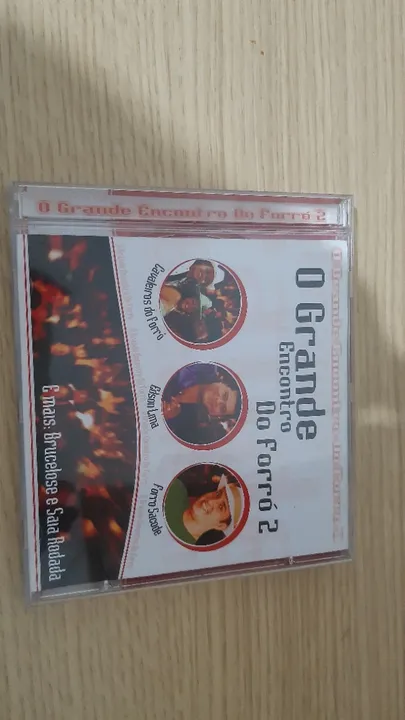 O Grande Encontro Do Forró 2
O Grande
Encontro
Do Forró 2
Cavaleiros do Forró
Edson Lima
Forró Sacode
E mais: Brucelose e Saia Rodada